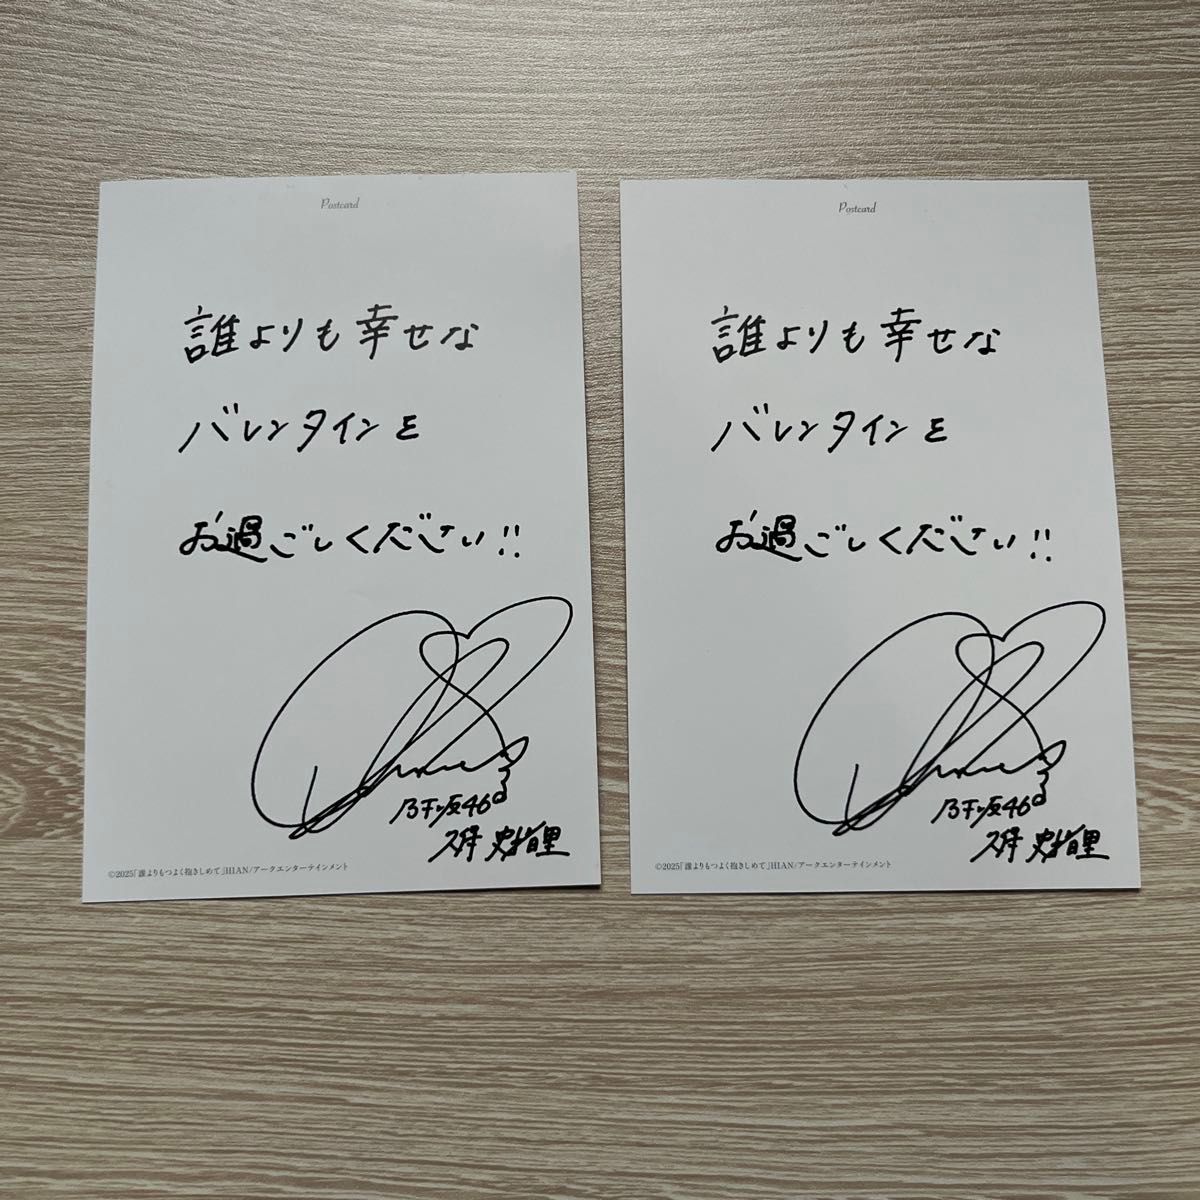 Postcard
誰よりも幸せな
バレンタインを
お過ごしください!!
乃木坂46
久保 史緒里
©2025「誰よりもつよく抱きしめて」HIAN/アークエンターテインメント
Postcard
誰よりも幸せな
バレンタインを
お過ごしください!!
乃木坂46
久保 史緒里
©2025「誰よりもつよく抱きしめて」HIAN/アークエンターテインメント